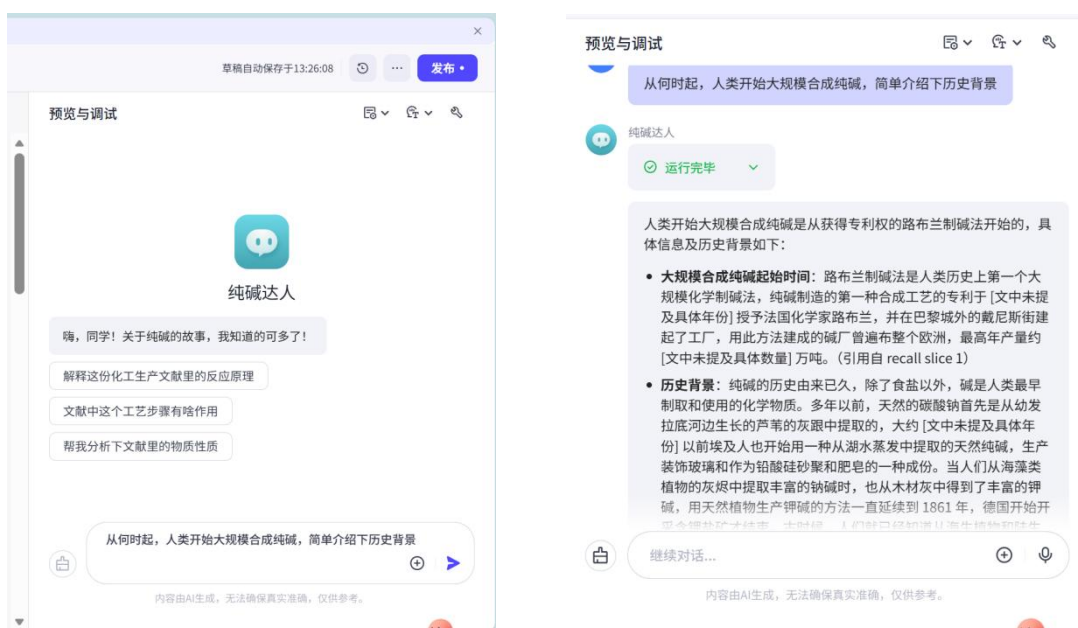 ×
草稿自动保存于13:26:08
发布
预览与调试
纯碱达人
嗨，同学！关于纯碱的故事，我知道的可多了！
解释这份化工生产文献里的反应原理
文献中这个工艺步骤有啥作用
帮我分析下文献里的物质性质
从何时起，人类开始大规模合成纯碱，简单介绍下历史背景
内容由AI生成，无法确保真实准确，仅供参考。
预览与调试
从何时起，人类开始大规模合成纯碱，简单介绍下历史背景
纯碱达人
运行完毕
人类开始大规模合成纯碱是从获得专利权的路布兰制碱法开始的，具
体信息及历史背景如下：
• 大规模合成纯碱起始时间：路布兰制碱法是人类历史上第一个大
规模化学制碱法，纯碱制造的第一种合成工艺的专利于 [文中未提
及具体年份] 授予法国化学家路布兰，并在巴黎城外的戴尼斯街建
起了工厂，用此方法建成的碱厂曾遍布整个欧洲，最高年产量约
[文中未提及具体数量] 万吨。（引用自 recall slice 1）
• 历史背景：纯碱的历史由来已久，除了食盐以外，碱是人类最早
制取和使用的化学物质。多年以前，天然的碳酸钠首先是从幼发
拉底河边生长的芦苇的灰跟中提取的，大约 [文中未提及具体年
份] 以前埃及人也开始用一种从湖水蒸发中提取的天然纯碱，生产
装饰玻璃和作为铅酸硅砂聚和肥皂的一种成份。当人们从海藻类
植物的灰烬中提取丰富的钠碱时，也从木材灰中得到了丰富的钾
碱，用天然植物生产钾碱的方法一直延续到 1861 年，德国开始开
采含钾盐矿才结束。古时候，人们就已经知道从海生植物和陆生
继续对话...
内容由AI生成，无法确保真实准确，仅供参考。